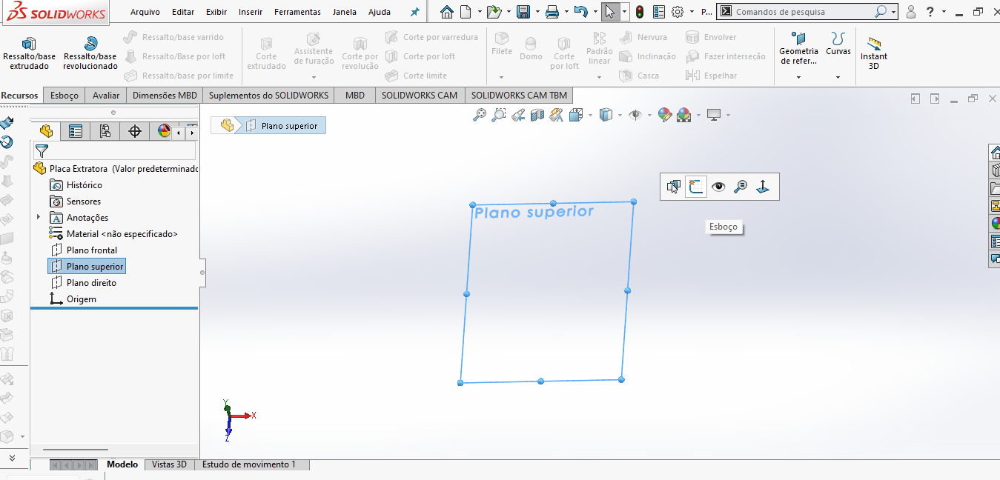 SOLIDWORKS
Arquivo Editar Exibir Inserir Ferramentas Janela Ajuda P... Comandos de pesquisa ?
Ressalto/base extrudado
Ressalto/base revolucionado
Ressalto/base varrido
Ressalto/base por loft
Ressalto/base por limite
Corte extrudado
Assistente de furação
Corte por revolução
Corte por varredura
Corte por loft
Corte limite
Filete
Domo
Corte por loft
Padrão linear
Nervura
Inclinação
Casca
Envolver
Fazer interseção
Espelhar
Geometria de refer...
Curvas
Instant 3D
Recursos Esboço Avaliar Dimensões MBD Suplementos do SOLIDWORKS MBD SOLIDWORKS CAM SOLIDWORKS CAM TBM
Plano superior
Placa Extratora (Valor predeterminado
Histórico
Sensores
Anotações
Material <não especificado>
Plano frontal
Plano superior
Plano direito
Origem
Plano superior
Esboço
Y
X
Z
Modelo Vistas 3D Estudo de movimento 1